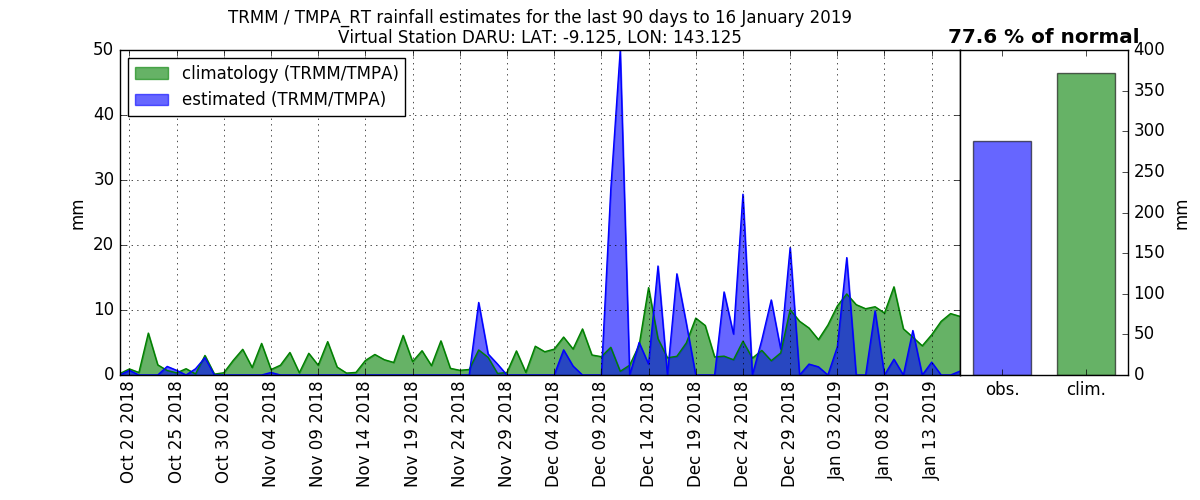 TRMM / TMPA_RT rainfall estimates for the last 90 days to 16 January 2019
Virtual Station DARU: LAT: -9.125, LON: 143.125
77.6 % of normal
climatology (TRMM/TMPA)
estimated (TRMM/TMPA)
50
40
30
20
10
0
mm
Oct 20 2018
Oct 25 2018
Oct 30 2018
Nov 04 2018
Nov 09 2018
Nov 14 2018
Nov 19 2018
Nov 24 2018
Nov 29 2018
Dec 04 2018
Dec 09 2018
Dec 14 2018
Dec 19 2018
Dec 24 2018
Dec 29 2018
Jan 03 2019
Jan 08 2019
Jan 13 2019
obs.
clim.
400
350
300
250
200
150
100
50
0
mm